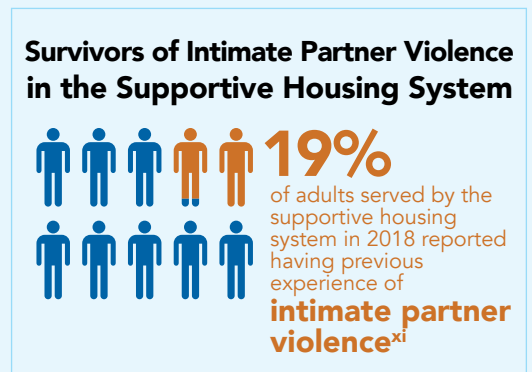 Survivors of Intimate Partner Violence
in the Supportive Housing System
19%
of adults served by the
supportive housing
system in 2018 reported
having previous
experience of
intimate partner
violencexi